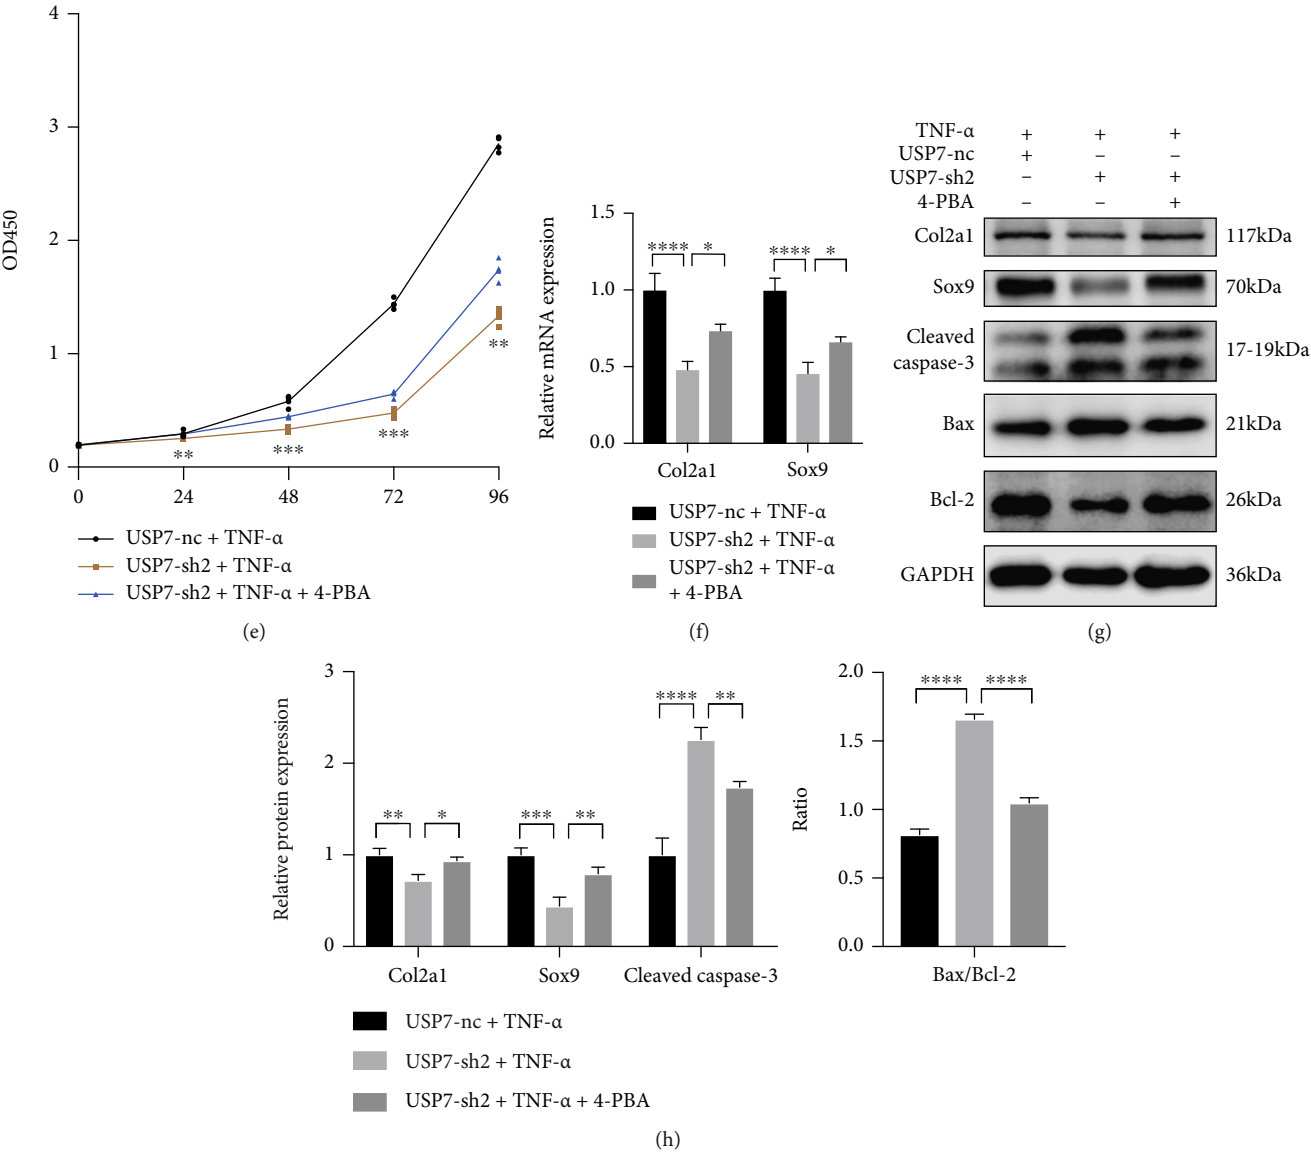 4
3
2
1
0
OD450
0 24 48 72 96
**
***
***
**
USP7-nc + TNF-α
USP7-sh2 + TNF-α
USP7-sh2 + TNF-α + 4-PBA
(e)
1.5
1.0
0.5
0.0
Relative mRNA expression
**** * **** *
Col2a1 Sox9
USP7-nc + TNF-α
USP7-sh2 + TNF-α
USP7-sh2 + TNF-α
+ 4-PBA
(f)
TNF-α + + +
USP7-nc + – –
USP7-sh2 – + +
4-PBA – – +
Col2a1 117kDa
Sox9 70kDa
Cleaved
caspase-3 17-19kDa
Bax 21kDa
Bcl-2 26kDa
GAPDH 36kDa
(g)
3
2
1
0
Relative protein expression
** * *** ** **** **
Col2a1 Sox9 Cleaved caspase-3
2.0
1.5
1.0
0.5
0.0
Ratio
**** ****
Bax/Bcl-2
USP7-nc + TNF-α
USP7-sh2 + TNF-α
USP7-sh2 + TNF-α + 4-PBA
(h)